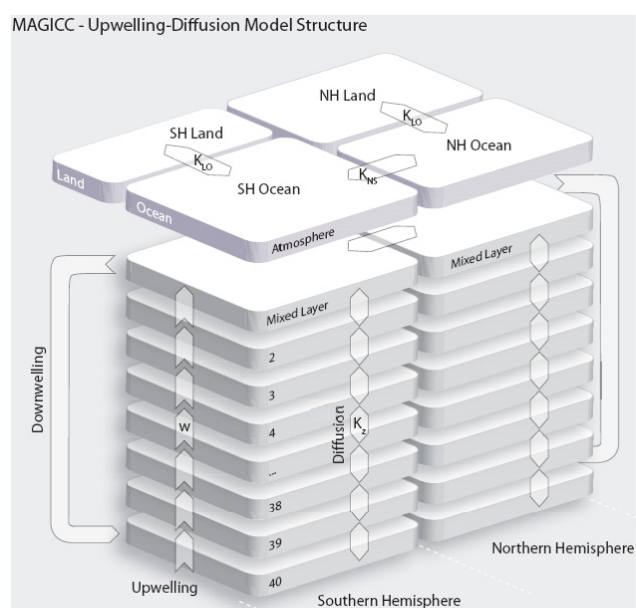 MAGICC - Upwelling-Diffusion Model Structure
NH Land
K_LO
SH Land
NH Ocean
K_LO
K_NS
Land
SH Ocean
Ocean
Atmosphere
Mixed Layer
Mixed Layer
2
3
Downwelling
4
w
Diffusion
K_z
...
38
39
40
Upwelling
Northern Hemisphere
Southern Hemisphere